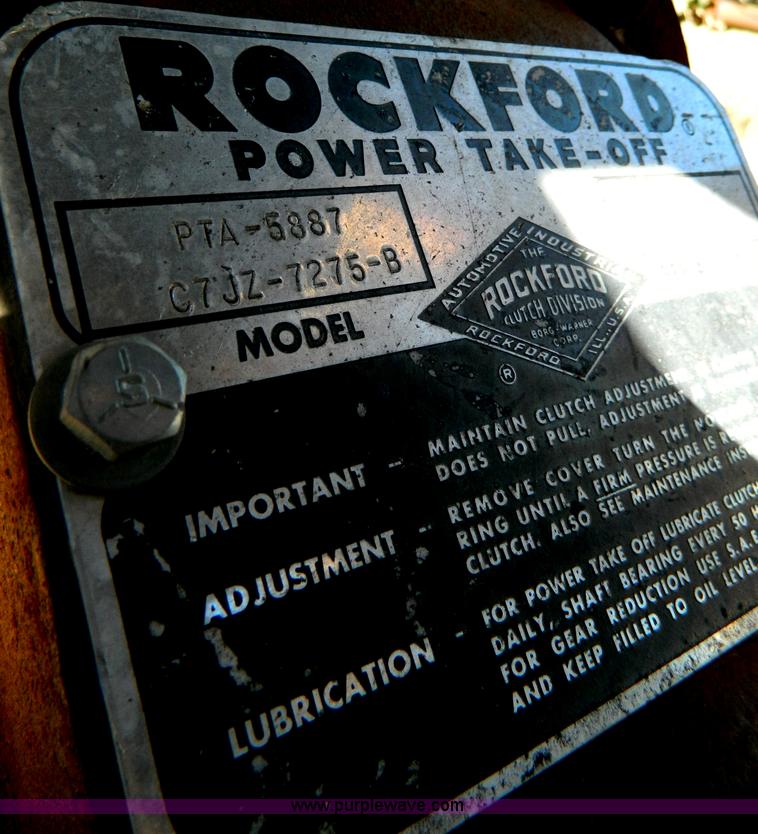 ROCKFORD®
POWER TAKE-OFF
PTA-5887
C7JZ-7275-B
MODEL
AUTOMOTIVE INDUSTRIAL
THE
ROCKFORD
CLUTCH DIVISION
BORG-WARNER
CORP.
ROCKFORD ILL. U.S.A.
®
IMPORTANT - MAINTAIN CLUTCH
DOES NOT PULL, ADJUSTMENT
ADJUSTMENT - REMOVE COVER TURN THE
RING UNTIL A FIRM PRESSURE IS
CLUTCH. ALSO SEE MAINTENANCE
LUBRICATION - FOR POWER TAKE OFF LUBRICATE CLUTCH
DAILY, SHAFT BEARING EVERY 50
FOR GEAR REDUCTION USE S.A.E.
AND KEEP FILLED TO OIL LEVEL
S
www.purplewave.com